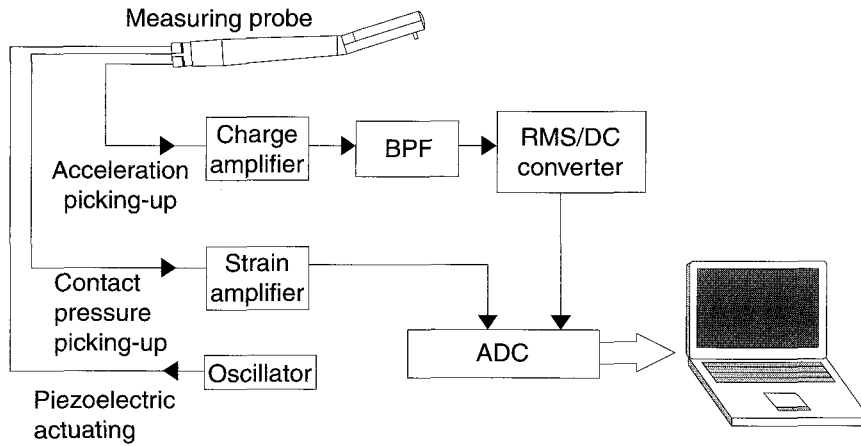 Measuring probe
Charge
amplifier
BPF
RMS/DC
converter
Acceleration
picking-up
Strain
amplifier
Contact
pressure
picking-up
ADC
Oscillator
Piezoelectric
actuating